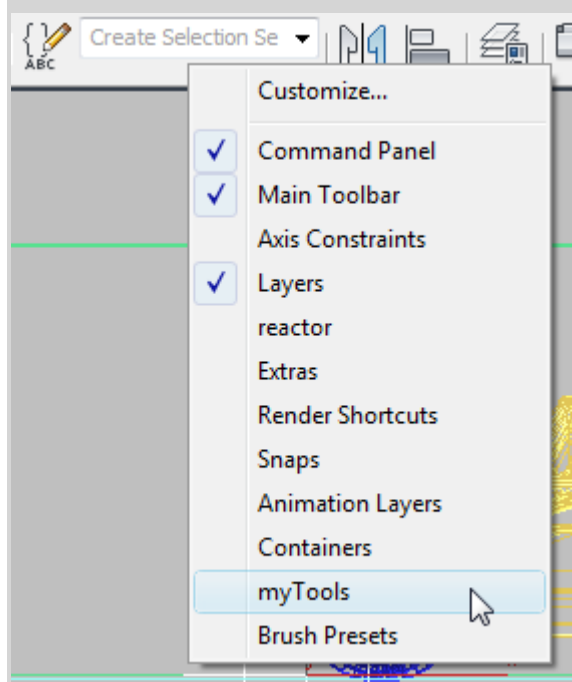 ABC
Create Selection Se
Customize...
Command Panel
Main Toolbar
Axis Constraints
Layers
reactor
Extras
Render Shortcuts
Snaps
Animation Layers
Containers
myTools
Brush Presets